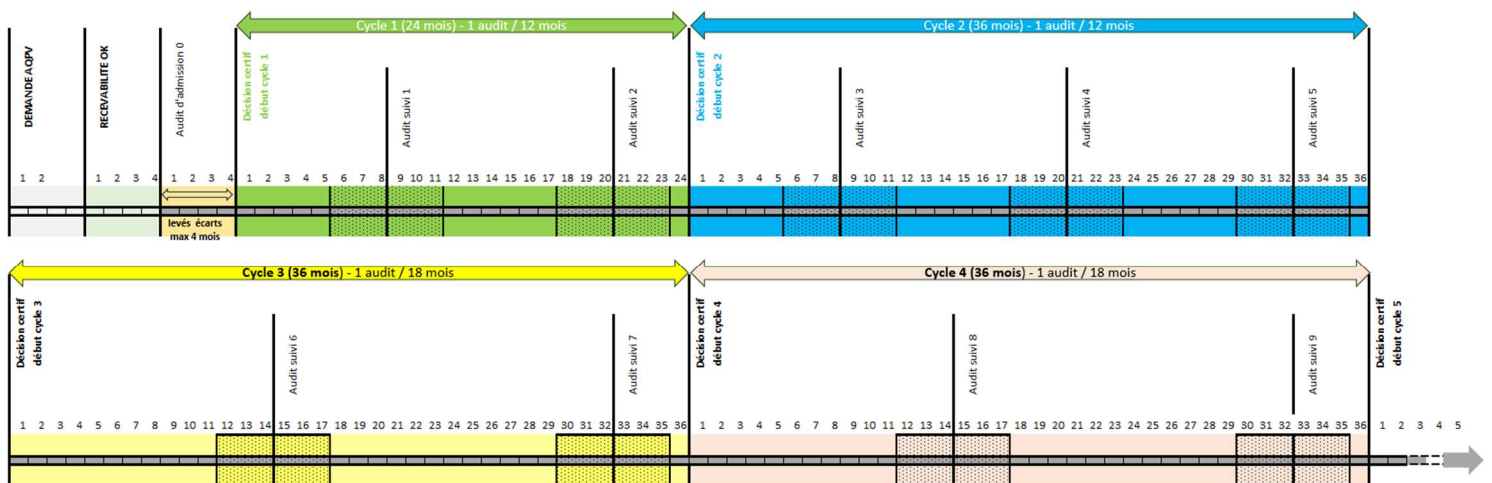 Cycle 1 (24 mois) - 1 audit / 12 mois
Cycle 2 (36 mois) - 1 audit / 12 mois
DEMANDE AQPV
RECEVABILITE OK
Audit d'admission 0
Décision certif
début cycle 1
Audit suivi 1
Audit suivi 2
Décision certif
début cycle 2
Audit suivi 3
Audit suivi 4
Audit suivi 5
1 2
1 2 3 4
1 2 3 4
1 2 3 4 5 6 7 8 9 10 11 12 13 14 15 16 17 18 19 20 21 22 23 24
1 2 3 4 5 6 7 8 9 10 11 12 13 14 15 16 17 18 19 20 21 22 23 24 25 26 27 28 29 30 31 32 33 34 35 36
levés écarts
max 4 mois
Cycle 3 (36 mois) - 1 audit / 18 mois
Cycle 4 (36 mois) - 1 audit / 18 mois
Décision certif
début cycle 3
Audit suivi 6
Audit suivi 7
Décision certif
début cycle 4
Audit suivi 8
Audit suivi 9
Décision certif
début cycle 5
1 2 3 4 5 6 7 8 9 10 11 12 13 14 15 16 17 18 19 20 21 22 23 24 25 26 27 28 29 30 31 32 33 34 35 36
1 2 3 4 5 6 7 8 9 10 11 12 13 14 15 16 17 18 19 20 21 22 23 24 25 26 27 28 29 30 31 32 33 34 35 36
1 2 3 4 5